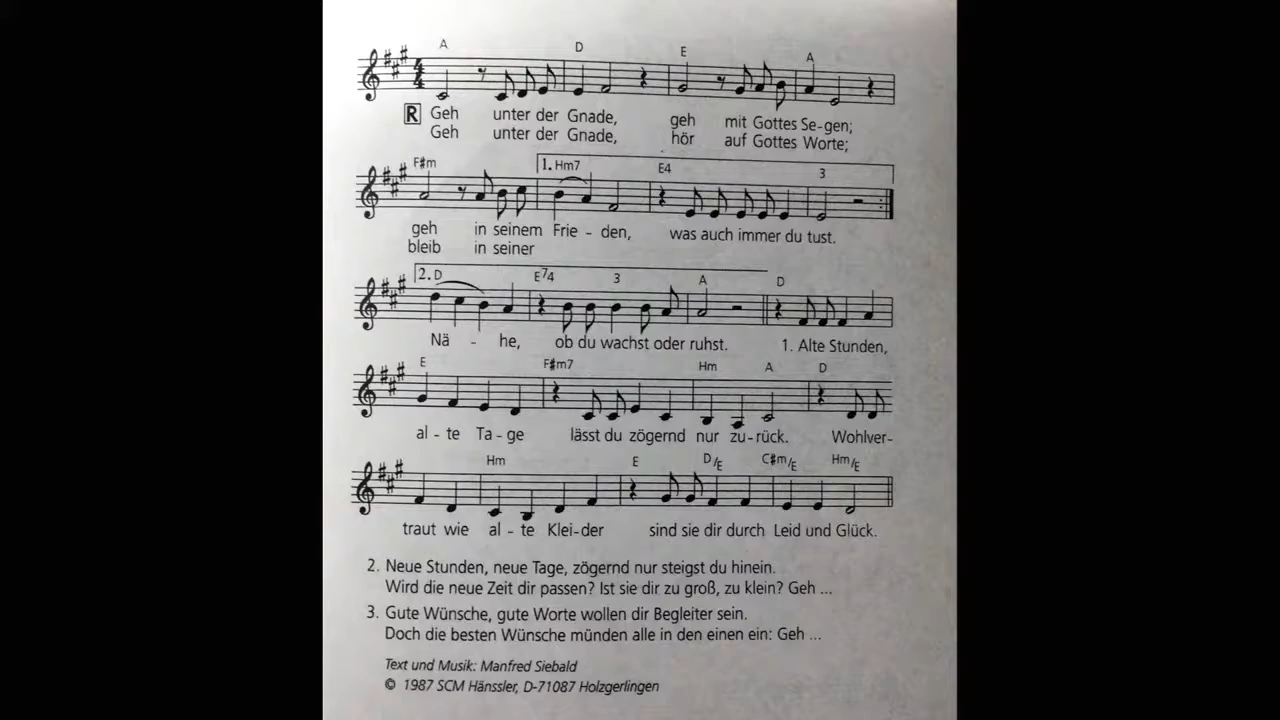 A D E A
4 4
R Geh unter der Gnade, geh mit Gottes Se-gen;
Geh unter der Gnade, hör auf Gottes Worte;
F#m 1. Hm7 E4 3
geh in seinem Frie - den, was auch immer du tust.
bleib in seiner
2. D E74 3 A D
Nä - he, ob du wachst oder ruhst. 1. Alte Stunden,
E F#m7 Hm A D
al - te Ta - ge lässt du zögernd nur zu-rück. Wohlver-
Hm E D/E C#m/E Hm/E
traut wie al - te Klei-der sind sie dir durch Leid und Glück.
2. Neue Stunden, neue Tage, zögernd nur steigst du hinein.
Wird die neue Zeit dir passen? Ist sie dir zu groß, zu klein? Geh ...
3. Gute Wünsche, gute Worte wollen dir Begleiter sein.
Doch die besten Wünsche münden alle in den einen ein: Geh ...
Text und Musik: Manfred Siebald
© 1987 SCM Hänssler, D-71087 Holzgerlingen